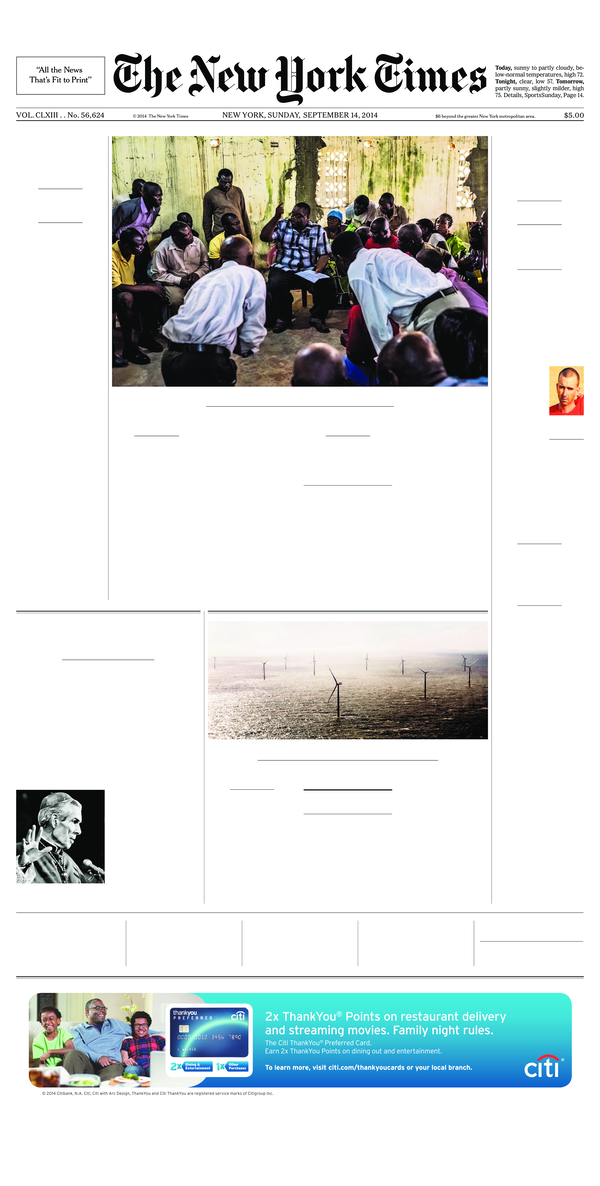 “All the News
That’s Fit to Print”
The New York Times
Today, sunny to partly cloudy, be-
low-normal temperatures, high 72.
Tonight, clear, low 57. Tomorrow,
partly sunny, slightly milder, high
75. Details, SportsSunday, Page 14.
VOL. CLXIII . . No. 56,624
© 2014 The New York Times
NEW YORK, SUNDAY, SEPTEMBER 14, 2014
$6 beyond the greater New York metropolitan area.
$5.00
thankyou
PREFERRED
citi
2x Dining & Entertainment
1x Other Purchases
2x ThankYou® Points on restaurant delivery
and streaming movies. Family night rules.
The Citi ThankYou® Preferred Card.
Earn 2x ThankYou Points on dining out and entertainment.
To learn more, visit citi.com/thankyoucards or your local branch.
citi®
© 2014 Citibank, N.A. Citi, Citi with Arc Design, ThankYou and Citi ThankYou are registered service marks of Citigroup Inc.